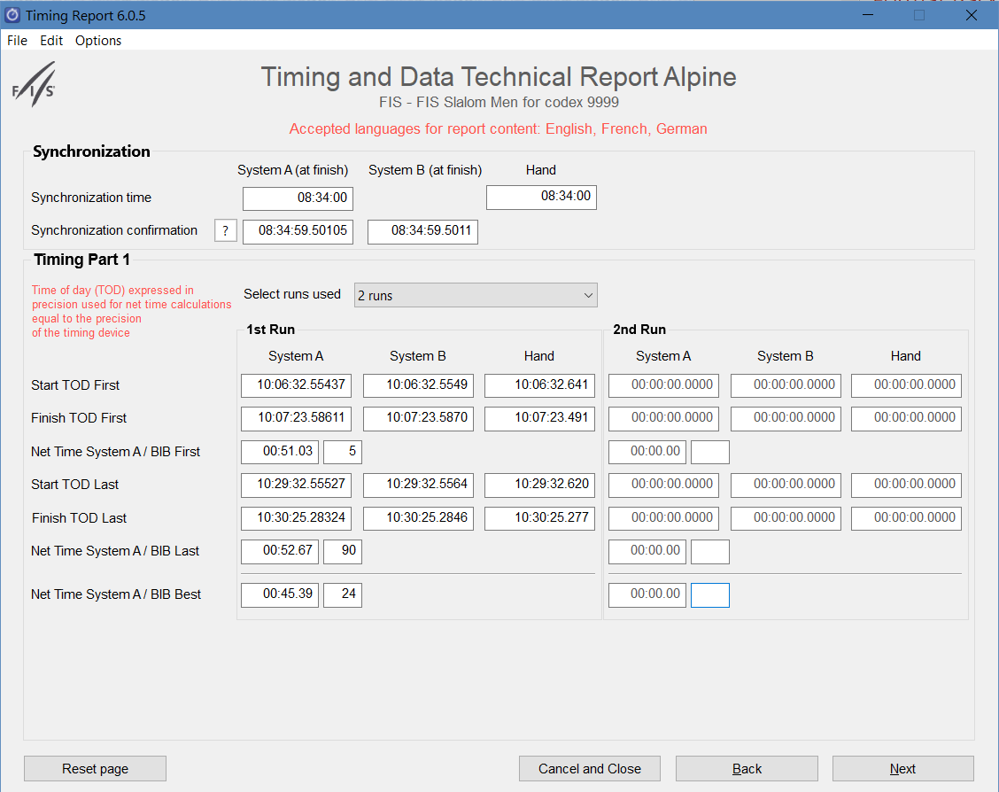 Timing Report 6.0.5
File Edit Options
FIS
Timing and Data Technical Report Alpine
FIS - FIS Slalom Men for codex 9999
Accepted languages for report content: English, French, German
Synchronization
System A (at finish) System B (at finish) Hand
Synchronization time 08:34:00 08:34:00
Synchronization confirmation ? 08:34:59.50105 08:34:59.5011
Timing Part 1
Time of day (TOD) expressed in
precision used for net time calculations
equal to the precision
of the timing device
Select runs used 2 runs
1st Run 2nd Run
System A System B Hand System A System B Hand
Start TOD First 10:06:32.55437 10:06:32.5549 10:06:32.641 00:00:00.0000 00:00:00.0000 00:00:00.0000
Finish TOD First 10:07:23.58611 10:07:23.5870 10:07:23.491 00:00:00.0000 00:00:00.0000 00:00:00.0000
Net Time System A / BIB First 00:51.03 5 00:00.00
Start TOD Last 10:29:32.55527 10:29:32.5564 10:29:32.620 00:00:00.0000 00:00:00.0000 00:00:00.0000
Finish TOD Last 10:30:25.28324 10:30:25.2846 10:30:25.277 00:00:00.0000 00:00:00.0000 00:00:00.0000
Net Time System A / BIB Last 00:52.67 90 00:00.00
Net Time System A / BIB Best 00:45.39 24 00:00.00
Reset page Cancel and Close Back Next